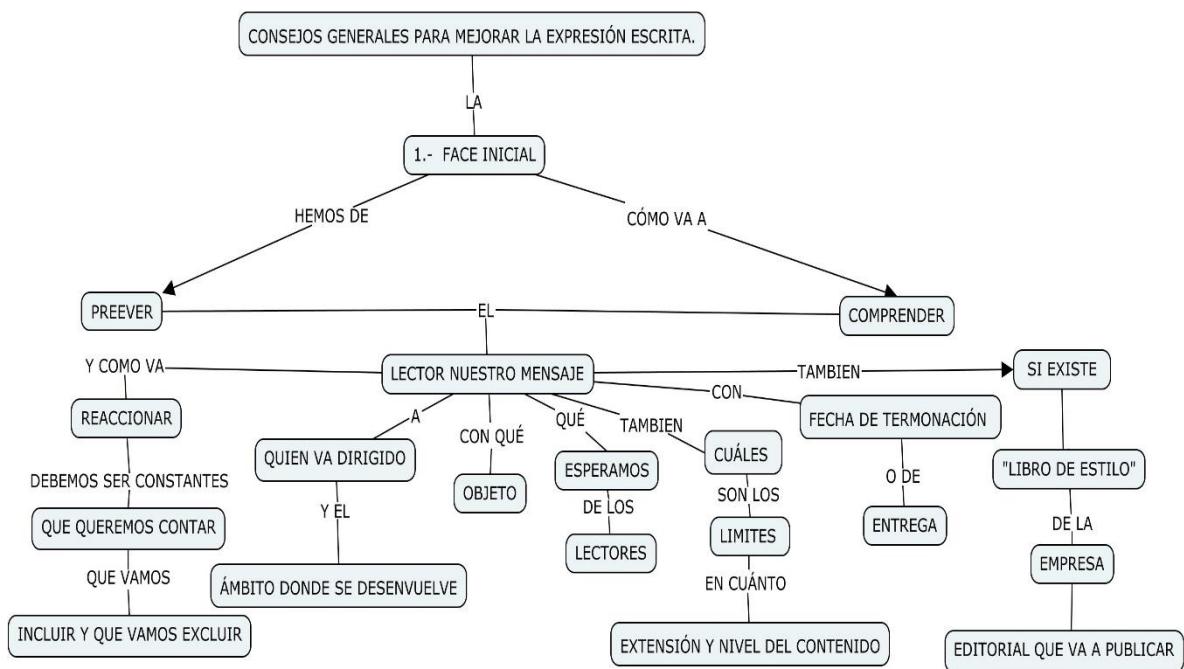 CONSEJOS GENERALES PARA MEJORAR LA EXPRESIÓN ESCRITA.
LA
1.- FACE INICIAL
HEMOS DE
CÓMO VA A
PREEVER
EL
COMPRENDER
Y COMO VA
LECTOR NUESTRO MENSAJE
TAMBIEN
SI EXISTE
REACCIONAR
A
CON QUÉ
QUÉ
TAMBIEN
CON
FECHA DE TERMONACIÓN
QUIEN VA DIRIGIDO
ESPERAMOS
CUÁLES
"LIBRO DE ESTILO"
DEBEMOS SER CONSTANTES
OBJETO
DE LOS
SON LOS
O DE
QUE QUEREMOS CONTAR
Y EL
LECTORES
LIMITES
ENTREGA
DE LA
EMPRESA
QUE VAMOS
ÁMBITO DONDE SE DESENVUELVE
EN CUÁNTO
INCLUIR Y QUE VAMOS EXCLUIR
EXTENSIÓN Y NIVEL DEL CONTENIDO
EDITORIAL QUE VA A PUBLICAR